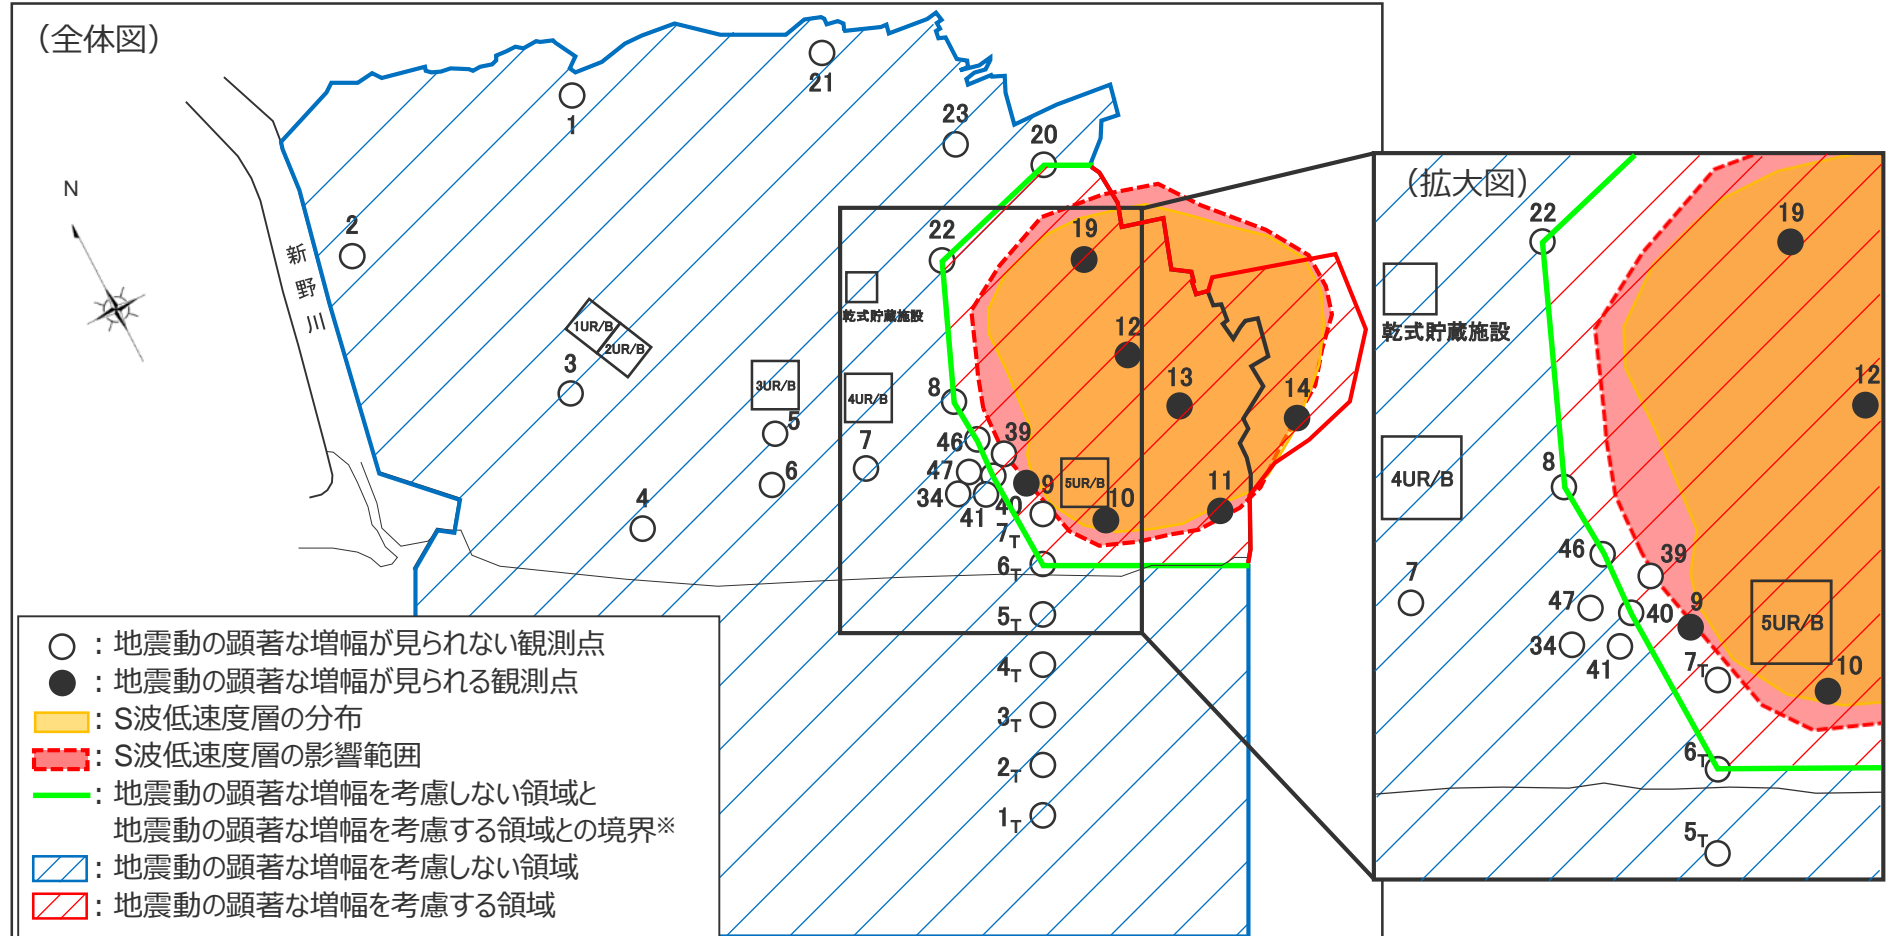 （全体図）
21
1
23
20
N
2
新
野
川
22
19
乾式貯蔵施設
1UR/B
2UR/B
3
3UR/B
4UR/B
12
13
14
8
5
7
46
39
47
6
34
41
40
9
5UR/B
10
11
4
7T
6T
5T
4T
3T
2T
1T
：地震動の顕著な増幅が見られない観測点
：地震動の顕著な増幅が見られる観測点
：S波低速度層の分布
：S波低速度層の影響範囲
：地震動の顕著な増幅を考慮しない領域と
地震動の顕著な増幅を考慮する領域との境界※
：地震動の顕著な増幅を考慮しない領域
：地震動の顕著な増幅を考慮する領域
（拡大図）
22
19
乾式貯蔵施設
12
4UR/B
8
46
39
7
47
40
9
5UR/B
34
41
7T
10
6T
5T